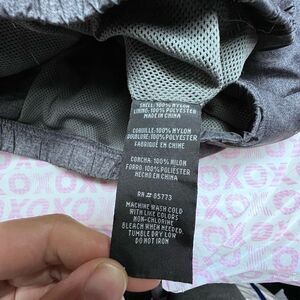 SHELL: 100% NYLON
LINING: 100% POLYESTER
MADE IN CHINA
COQUILLE: 100% NYLON
DOUBLURE: 100% POLYESTER
FABRIQUÉ EN CHINE
CONCHA: 100% NILON
FORRO: 100% POLIESTER
HECHO EN CHINA
RN# 85773
MACHINE WASH COLD
WITH LIKE COLORS
NON-CHLORINE
BLEACH WHEN NEEDED
TUMBLE DRY LOW
DO NOT IRON
XOXO